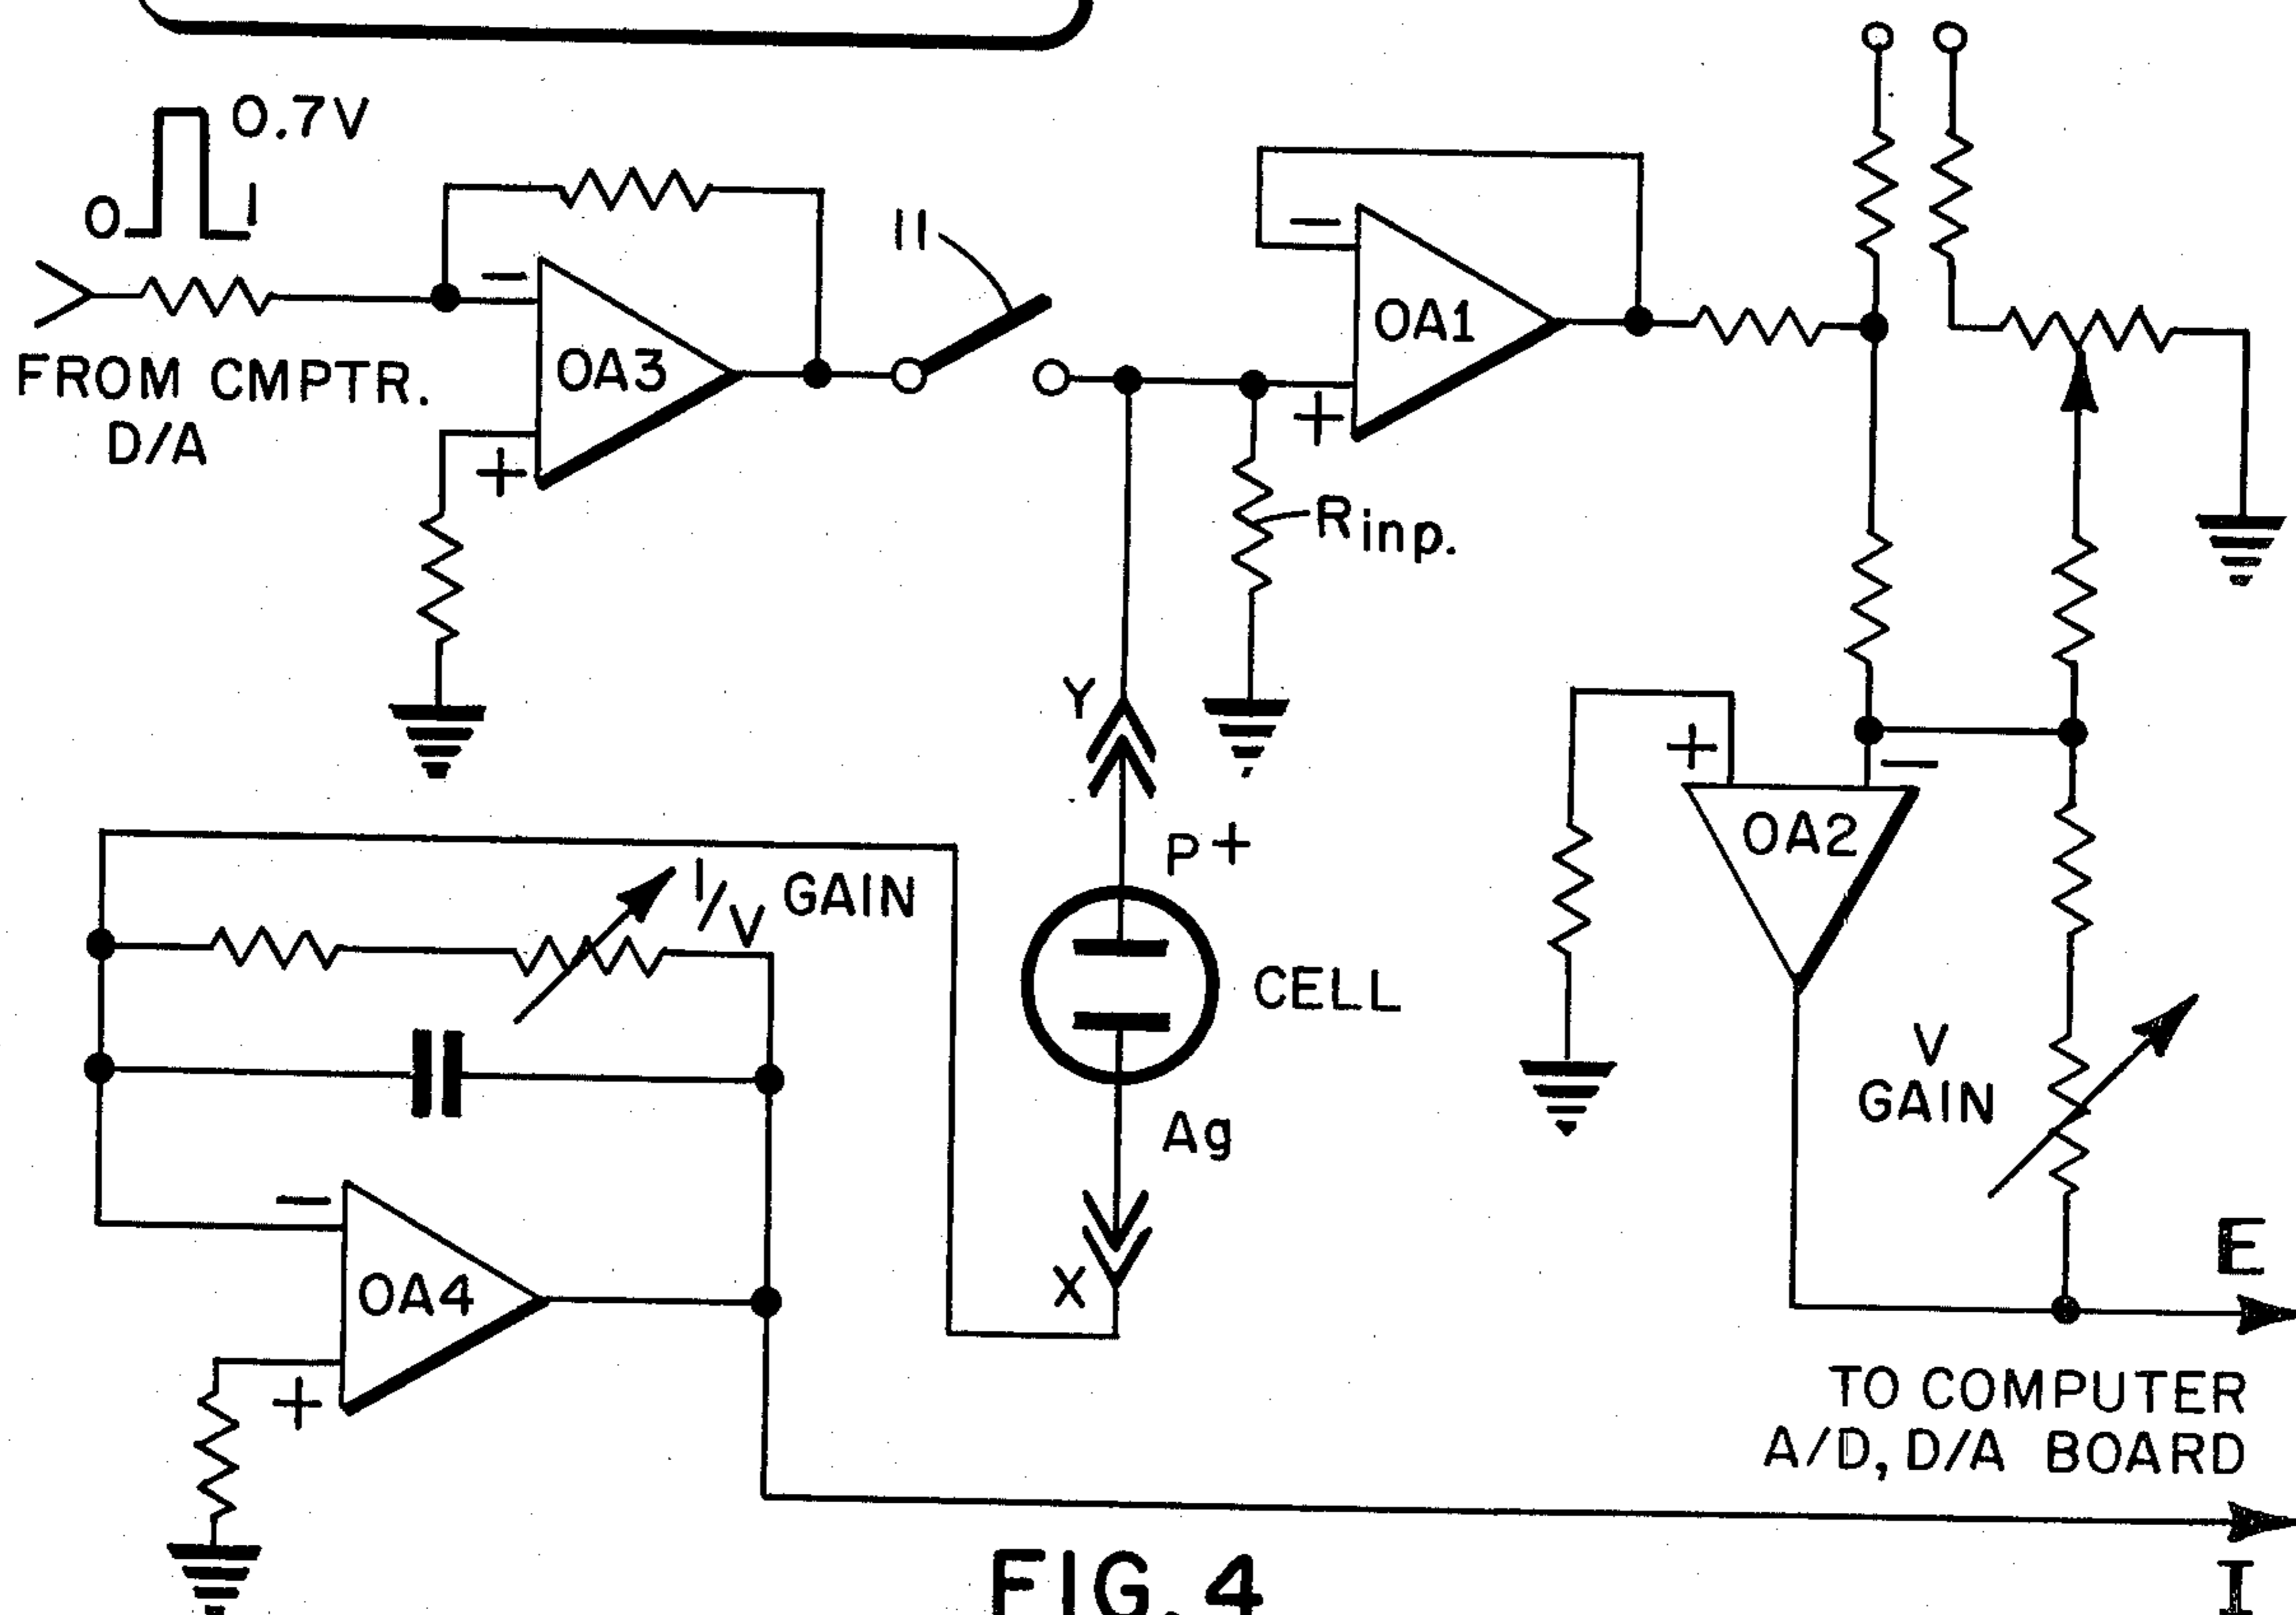 0.7V
0
11
OA1
-
-
OA3
FROM CMPTR.
D/A
+
+
Rinp.
Y
+
-
OA2
P+
I/V GAIN
CELL
V
GAIN
Ag
-
E
X
OA4
+
TO COMPUTER
A/D, D/A BOARD
FIG. 4
I